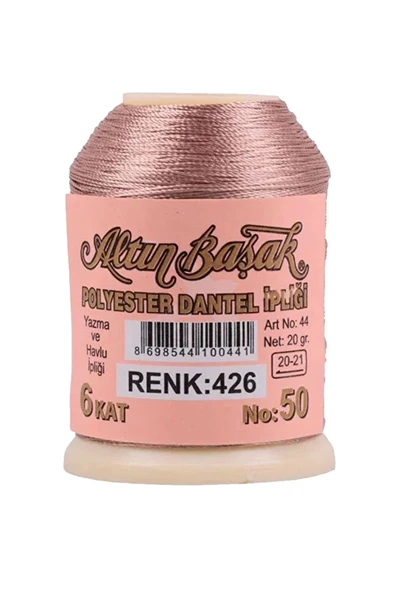 Altın Başak
POLYESTER DANTEL İPLİĞİ
Yazma
ve
Havlu
İpliği
8 698544 100441
Art No: 44
Net: 20 gr.
20-21
RENK:426
6 KAT
No: 50